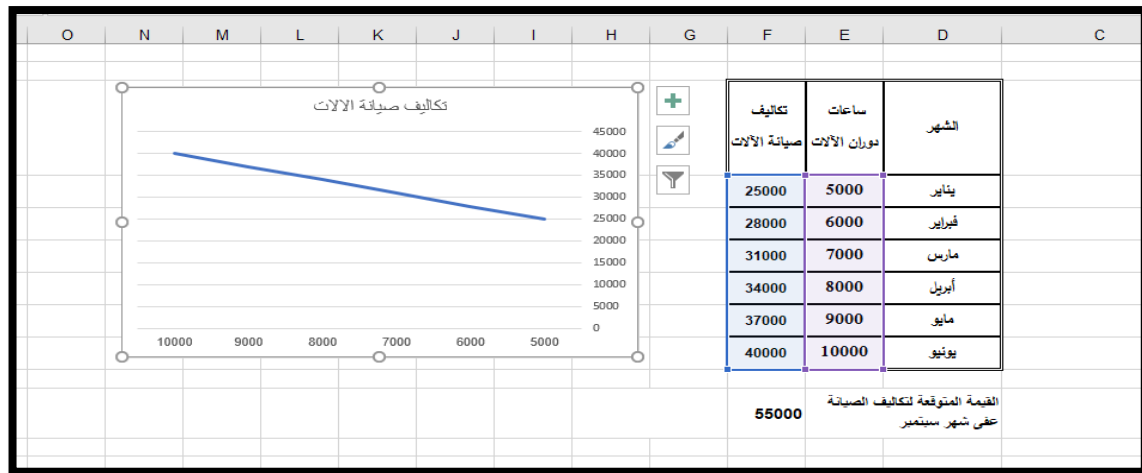 C D E F G H I J K L M N O
الشهر ساعات دوران الآلات تكاليف صيانة الآلات
يناير 5000 25000
فبراير 6000 28000
مارس 7000 31000
أبريل 8000 34000
مايو 9000 37000
يونيو 10000 40000
القيمة المتوقعة لتكاليف الصيانة
عفى شهر سبتمبر
55000
تكاليف صيانة الالات
45000
40000
35000
30000
25000
20000
15000
10000
5000
0
5000 6000 7000 8000 9000 10000